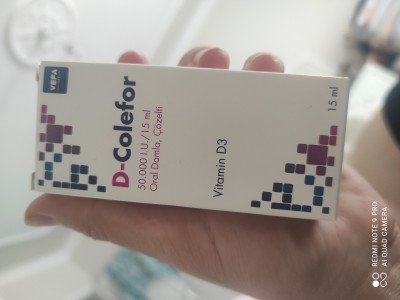 VEFA
D-Colefor
50.000 I.U./15 ml
Oral Damla, Çözelti
Vitamin D3
15 ml
REDMI NOTE 9 PRO
AI QUAD CAMERA